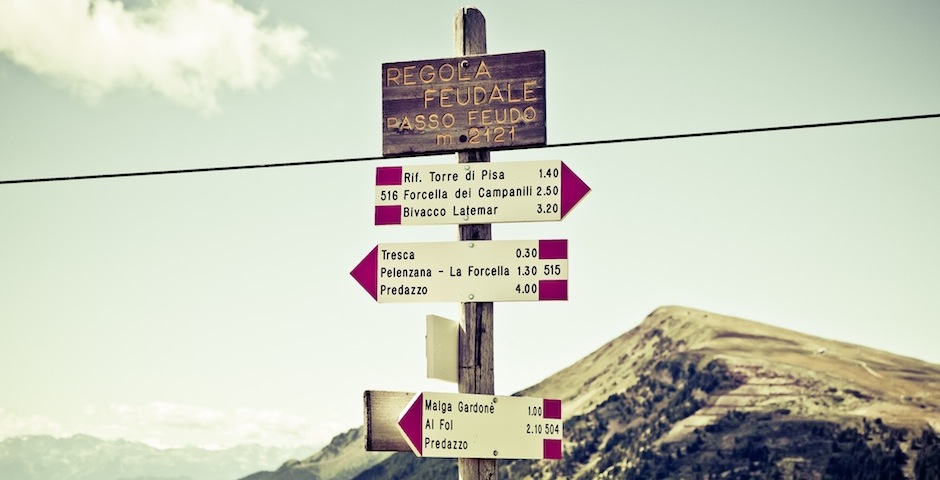 REGOLA
FEUDALE
PASSO FEUDO
m 2121
Rif. Torre di Pisa 1.40
516 Forcella dei Campanili 2.50
Bivacco Latemar 3.20
Tresca 0.30
Pelenzana - La Forcella 1.30 515
Predazzo 4.00
Malga Gardonè 1.00
Al Fol 2.10 504
Predazzo